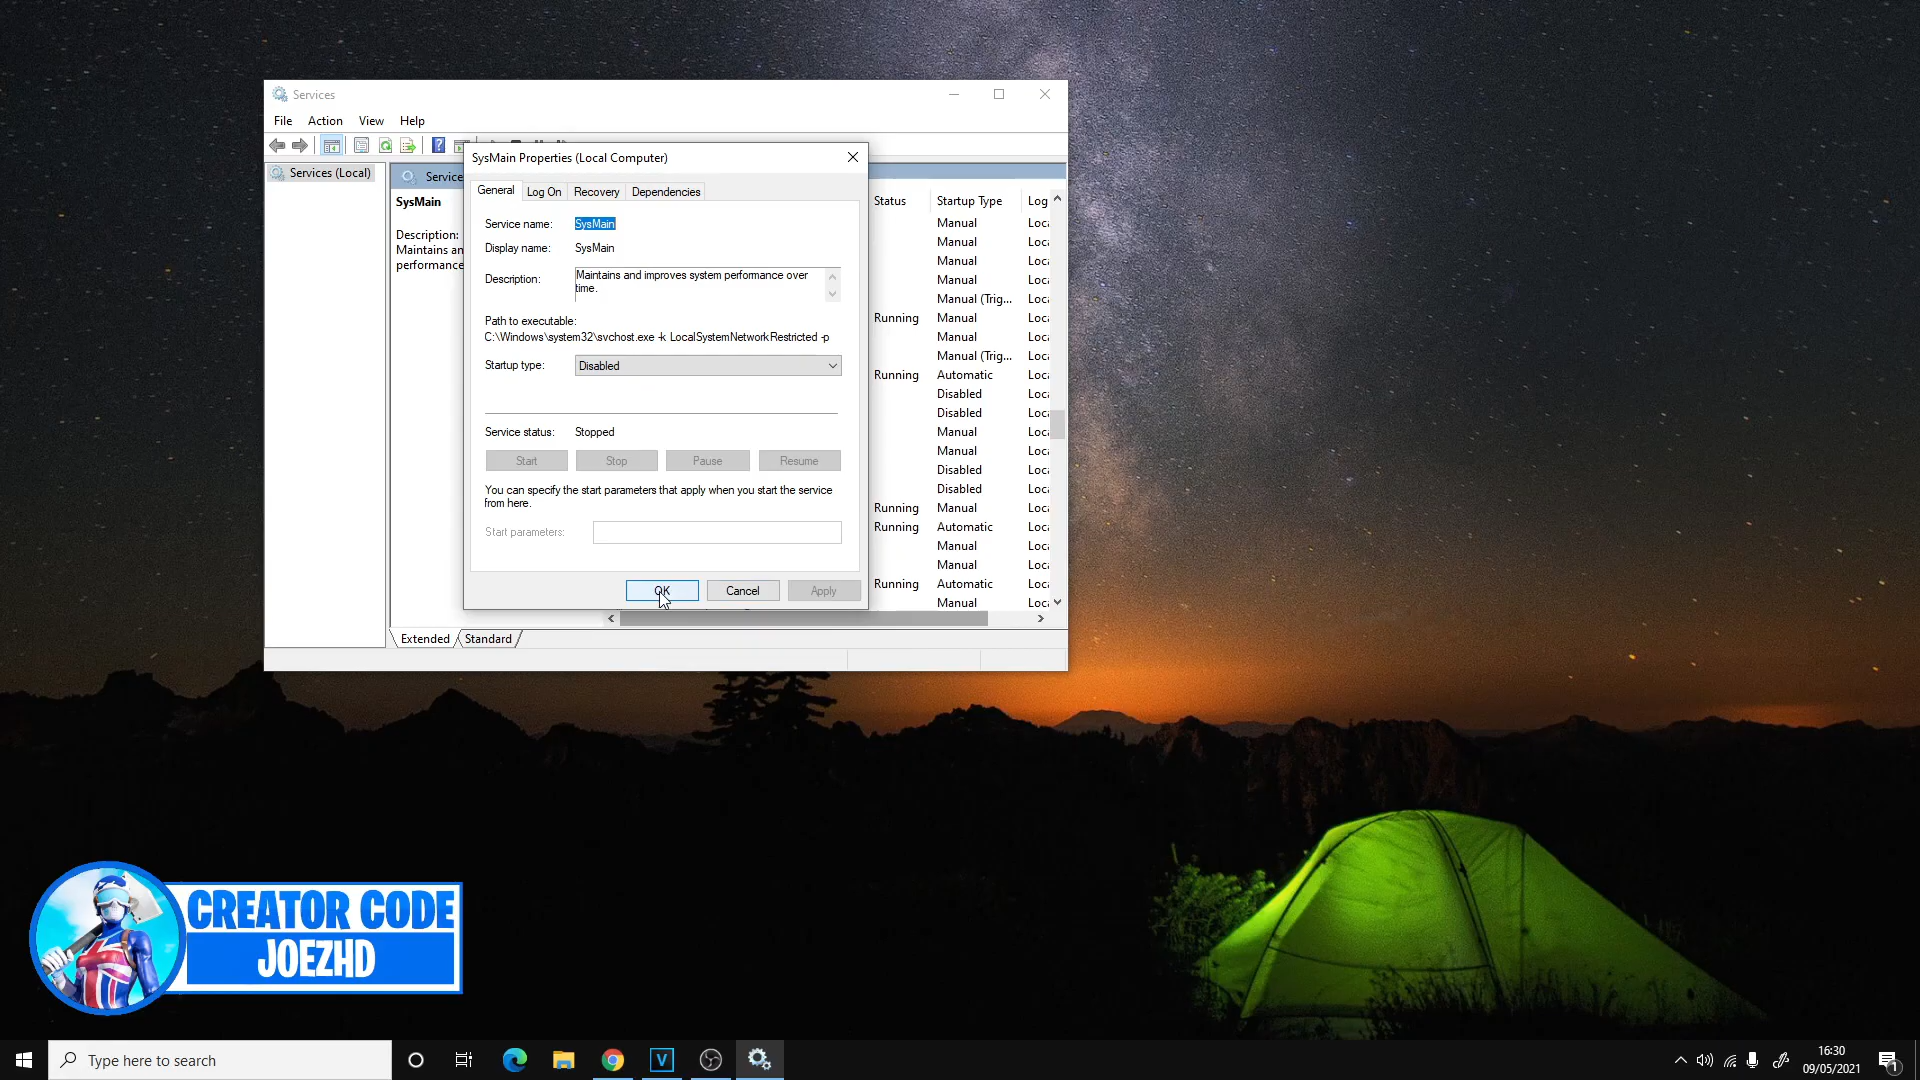 Services
File Action View Help
Services (Local)
Service
SysMain
Description:
Maintains an
performance
SysMain Properties (Local Computer)
General Log On Recovery Dependencies
Service name: SysMain
Display name: SysMain
Description: Maintains and improves system performance over
time.
Path to executable:
C:\Windows\system32\svchost.exe -k LocalSystemNetworkRestricted -p
Startup type: Disabled
Service status: Stopped
Start Stop Pause Resume
You can specify the start parameters that apply when you start the service
from here.
Start parameters:
OK Cancel Apply
Status Startup Type Log
Manual Loca
Manual Loca
Manual Loca
Manual Loca
Manual (Trig... Loca
Running Manual Loca
Manual Loca
Manual (Trig... Loca
Running Automatic Loca
Disabled Loca
Disabled Loca
Manual Loca
Manual Loca
Disabled Loca
Disabled Loca
Running Manual Loca
Running Automatic Loca
Manual Loca
Manual Loca
Running Automatic Loca
Manual Loca
Extended Standard
CREATOR CODE
JOEZHD
Type here to search
V
16:30
09/05/2021
1